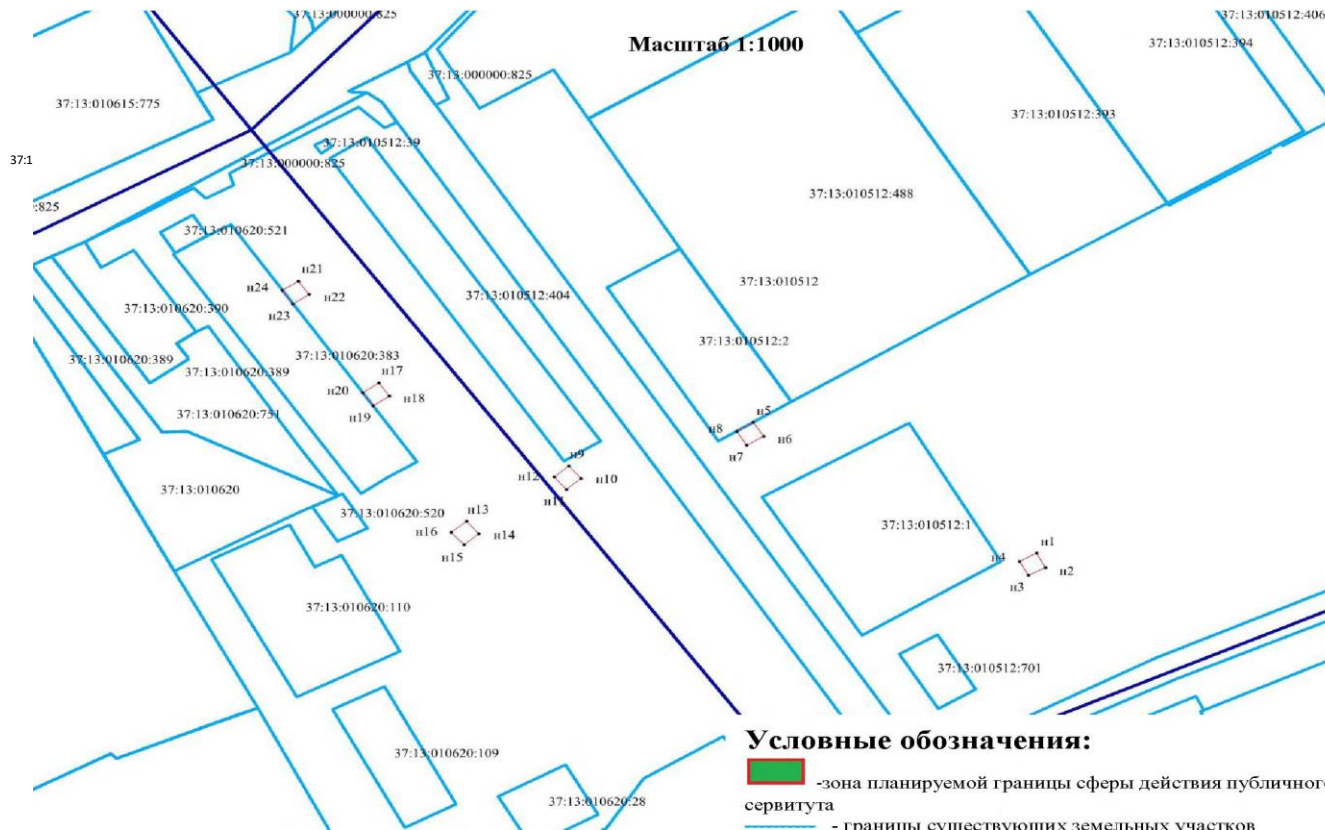 37:13:000000:825
37:13:010512:406
Масштаб 1:1000
37:13:010512:394
37:13:000000:825
37:13:010615:775
37:13:010512:393
37:13:010512:39
37:1
37:13:000000:825
37:13:010512:488
:825
37:13:010620:521
н21
37:13:010512
н24
н22
37:13:010512:404
37:13:010620:390
н23
37:13:010512:2
37:13:010620:389
37:13:010620:383
37:13:010620:389
н17
н20
н18
37:13:010620:751
н19
н5
н8
н6
н7
н9
н12
н10
37:13:010620
н11
37:13:010620:520
н13
37:13:010512:1
н16
н14
н15
н1
н4
н2
н3
37:13:010620:110
37:13:010512:701
Условные обозначения:
37:13:010620:109
-зона планируемой границы сферы действия публичного
сервитута
37:13:010620:28
- границы существующих земельных участков